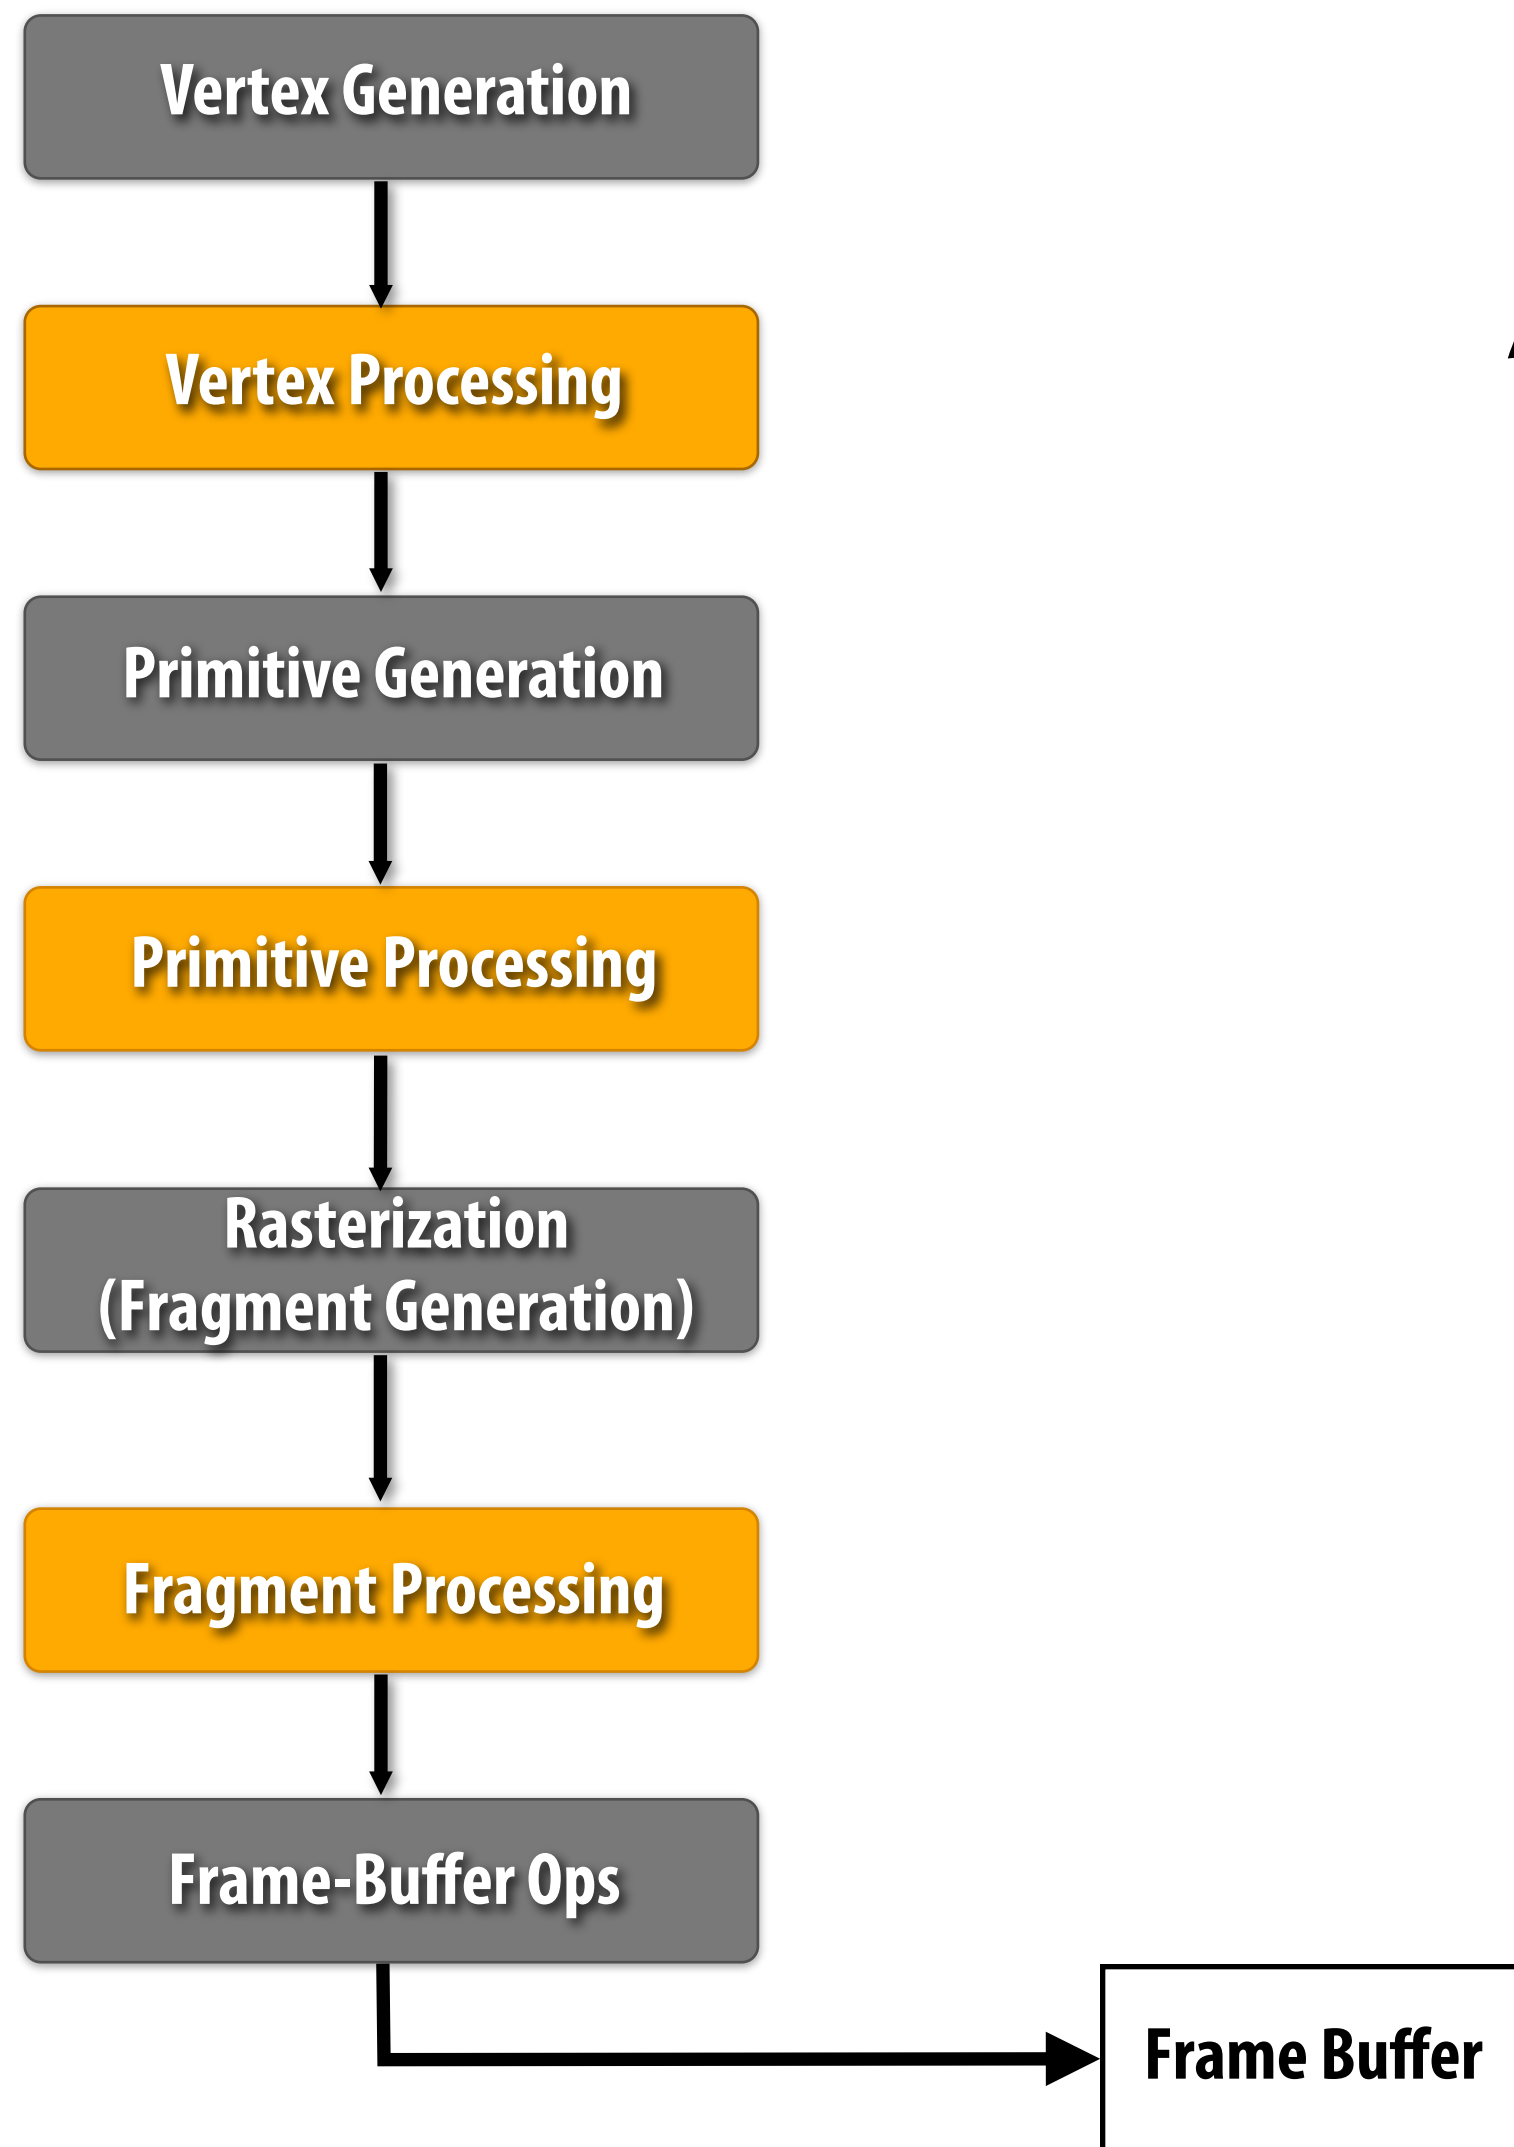 Vertex Generation
Vertex Processing
Primitive Generation
Primitive Processing
Rasterization
(Fragment Generation)
Fragment Processing
Frame-Buffer Ops
Frame Buffer